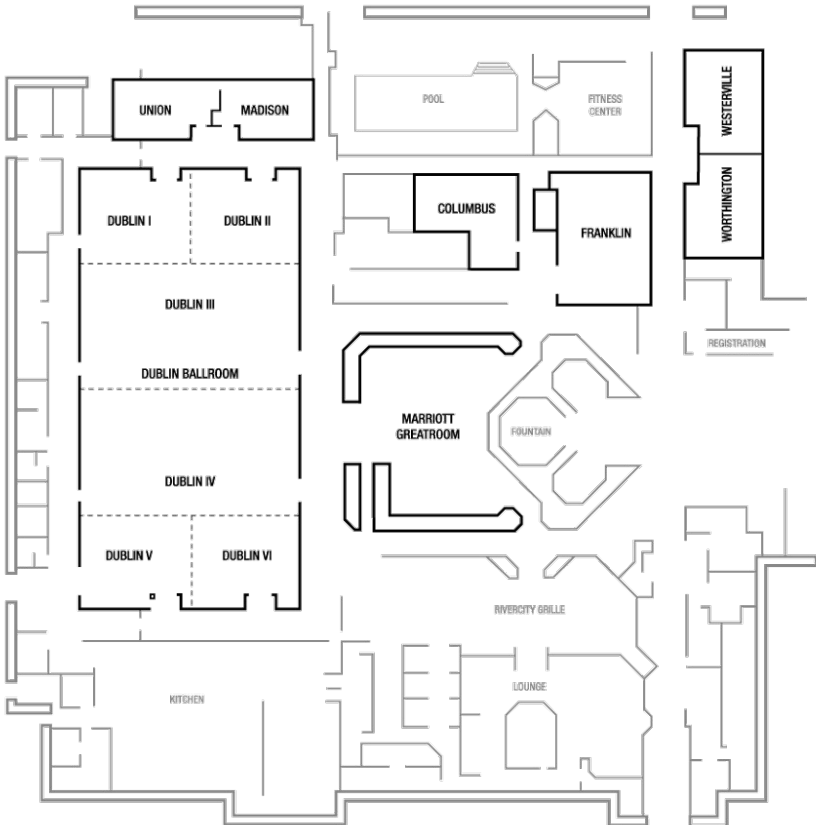 POOL
FITNESS
CENTER
WESTERVILLE
UNION
MADISON
WORTHINGTON
COLUMBUS
DUBLIN I
DUBLIN II
FRANKLIN
DUBLIN III
REGISTRATION
DUBLIN BALLROOM
MARRIOTT
GREATROOM
FOUNTAIN
DUBLIN IV
DUBLIN V
DUBLIN VI
RIVERCITY GRILLE
LOUNGE
KITCHEN